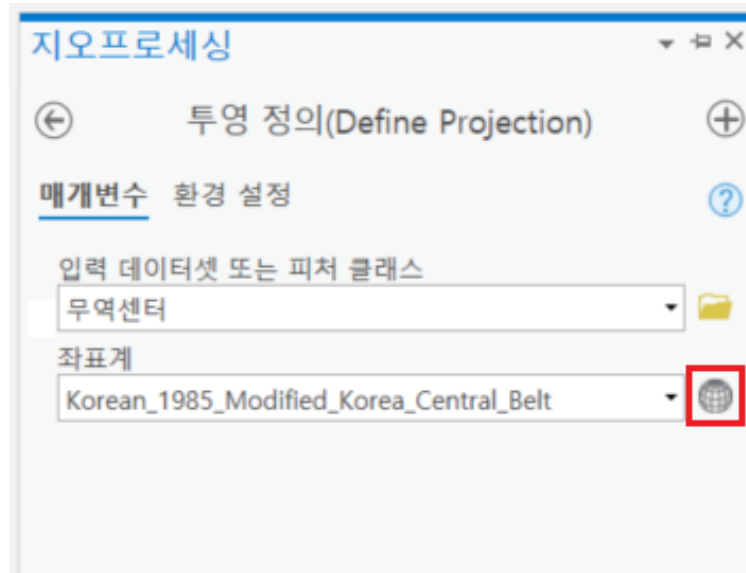 지오프로세싱
투영 정의(Define Projection)
매개변수 환경 설정
입력 데이터셋 또는 피처 클래스
무역센터
좌표계
Korean_1985_Modified_Korea_Central_Belt